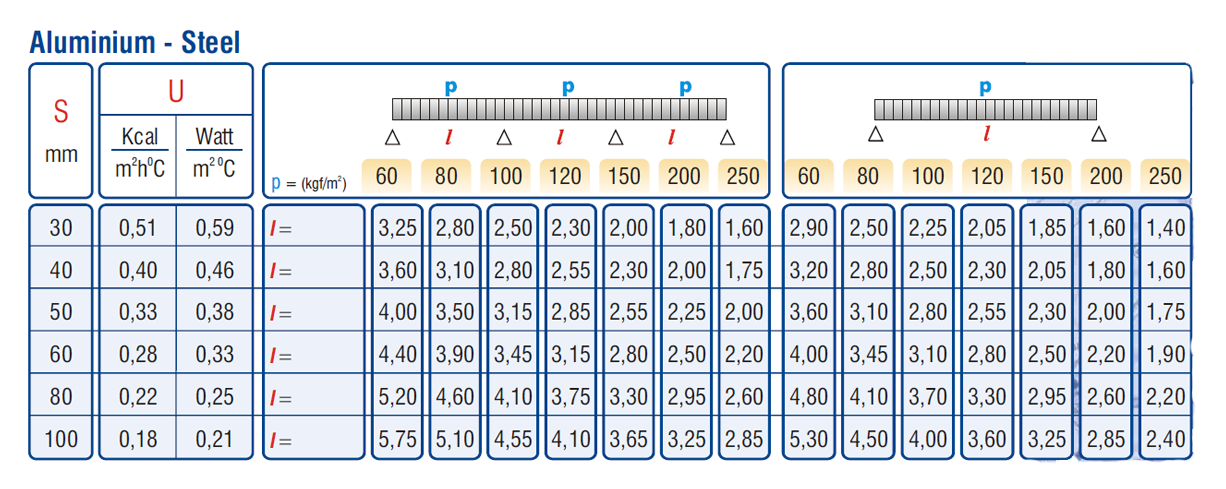 Aluminium - Steel
S
mm
U
Kcal
m²h⁰C
Watt
m² ⁰C
p p p
l l l
p = (kgf/m²) 60 80 100 120 150 200 250
p
l
60 80 100 120 150 200 250
30 0,51 0,59 l= 3,25 2,80 2,50 2,30 2,00 1,80 1,60 2,90 2,50 2,25 2,05 1,85 1,60 1,40
40 0,40 0,46 l= 3,60 3,10 2,80 2,55 2,30 2,00 1,75 3,20 2,80 2,50 2,30 2,05 1,80 1,60
50 0,33 0,38 l= 4,00 3,50 3,15 2,85 2,55 2,25 2,00 3,60 3,10 2,80 2,55 2,30 2,00 1,75
60 0,28 0,33 l= 4,40 3,90 3,45 3,15 2,80 2,50 2,20 4,00 3,45 3,10 2,80 2,50 2,20 1,90
80 0,22 0,25 l= 5,20 4,60 4,10 3,75 3,30 2,95 2,60 4,80 4,10 3,70 3,30 2,95 2,60 2,20
100 0,18 0,21 l= 5,75 5,10 4,55 4,10 3,65 3,25 2,85 5,30 4,50 4,00 3,60 3,25 2,85 2,40